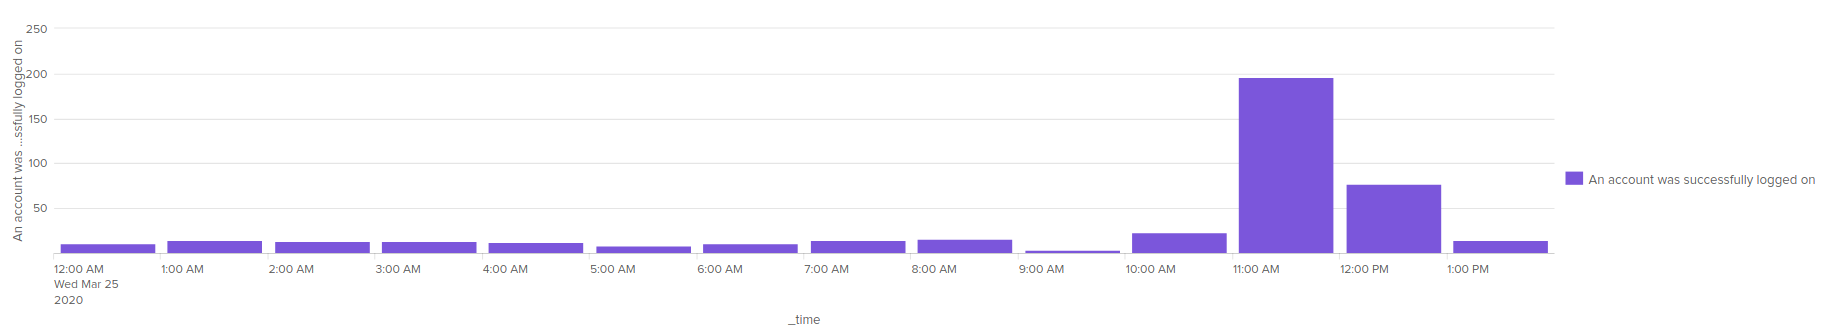 250
200
150
100
50
An account was ...ssfully logged on
12:00 AM
Wed Mar 25
2020
1:00 AM
2:00 AM
3:00 AM
4:00 AM
5:00 AM
6:00 AM
7:00 AM
8:00 AM
9:00 AM
10:00 AM
11:00 AM
12:00 PM
1:00 PM
_time
An account was successfully logged on